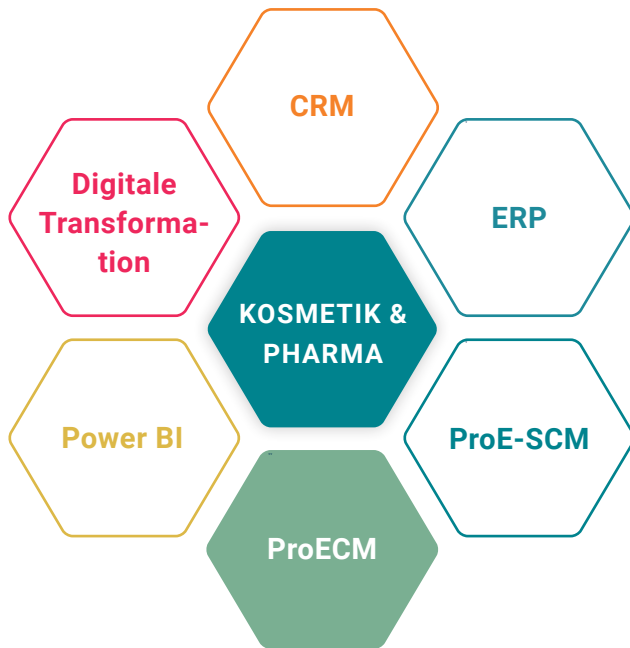 CRM
Digitale
Transforma-
tion
ERP
KOSMETIK &
PHARMA
Power BI
ProE-SCM
ProECM